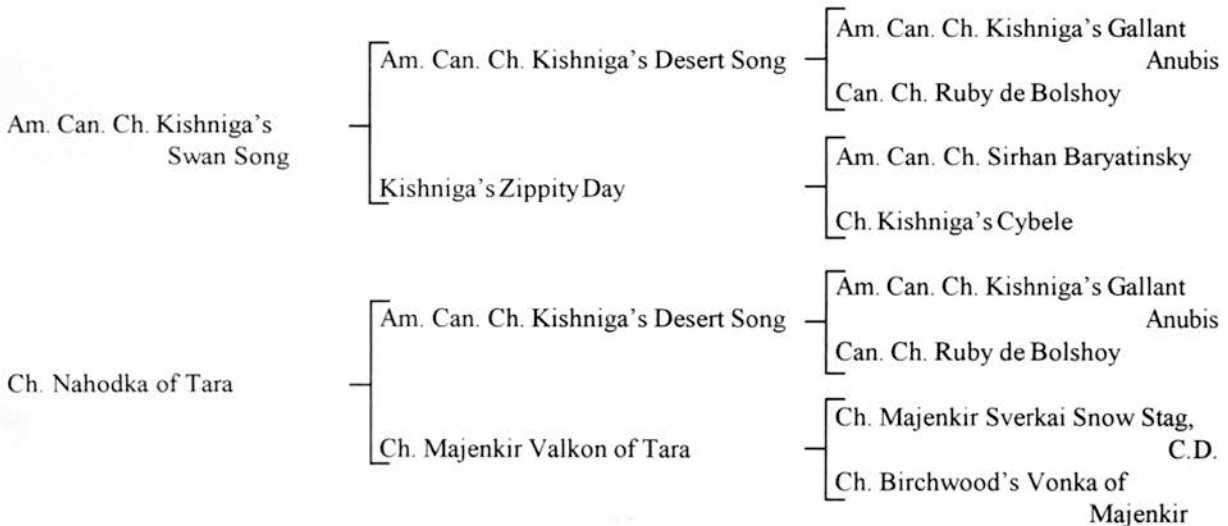 Am. Can. Ch. Kishniga's Gallant
Anubis
Am. Can. Ch. Kishniga's Desert Song
Can. Ch. Ruby de Bolshoy
Am. Can. Ch. Kishniga's
Swan Song
Am. Can. Ch. Sirhan Baryatinsky
Kishniga's Zippity Day
Ch. Kishniga's Cybele
Am. Can. Ch. Kishniga's Gallant
Anubis
Am. Can. Ch. Kishniga's Desert Song
Can. Ch. Ruby de Bolshoy
Ch. Nahodka of Tara
Ch. Majenkir Sverkai Snow Stag,
C.D.
Ch. Majenkir Valkon of Tara
Ch. Birchwood's Vonka of
Majenkir